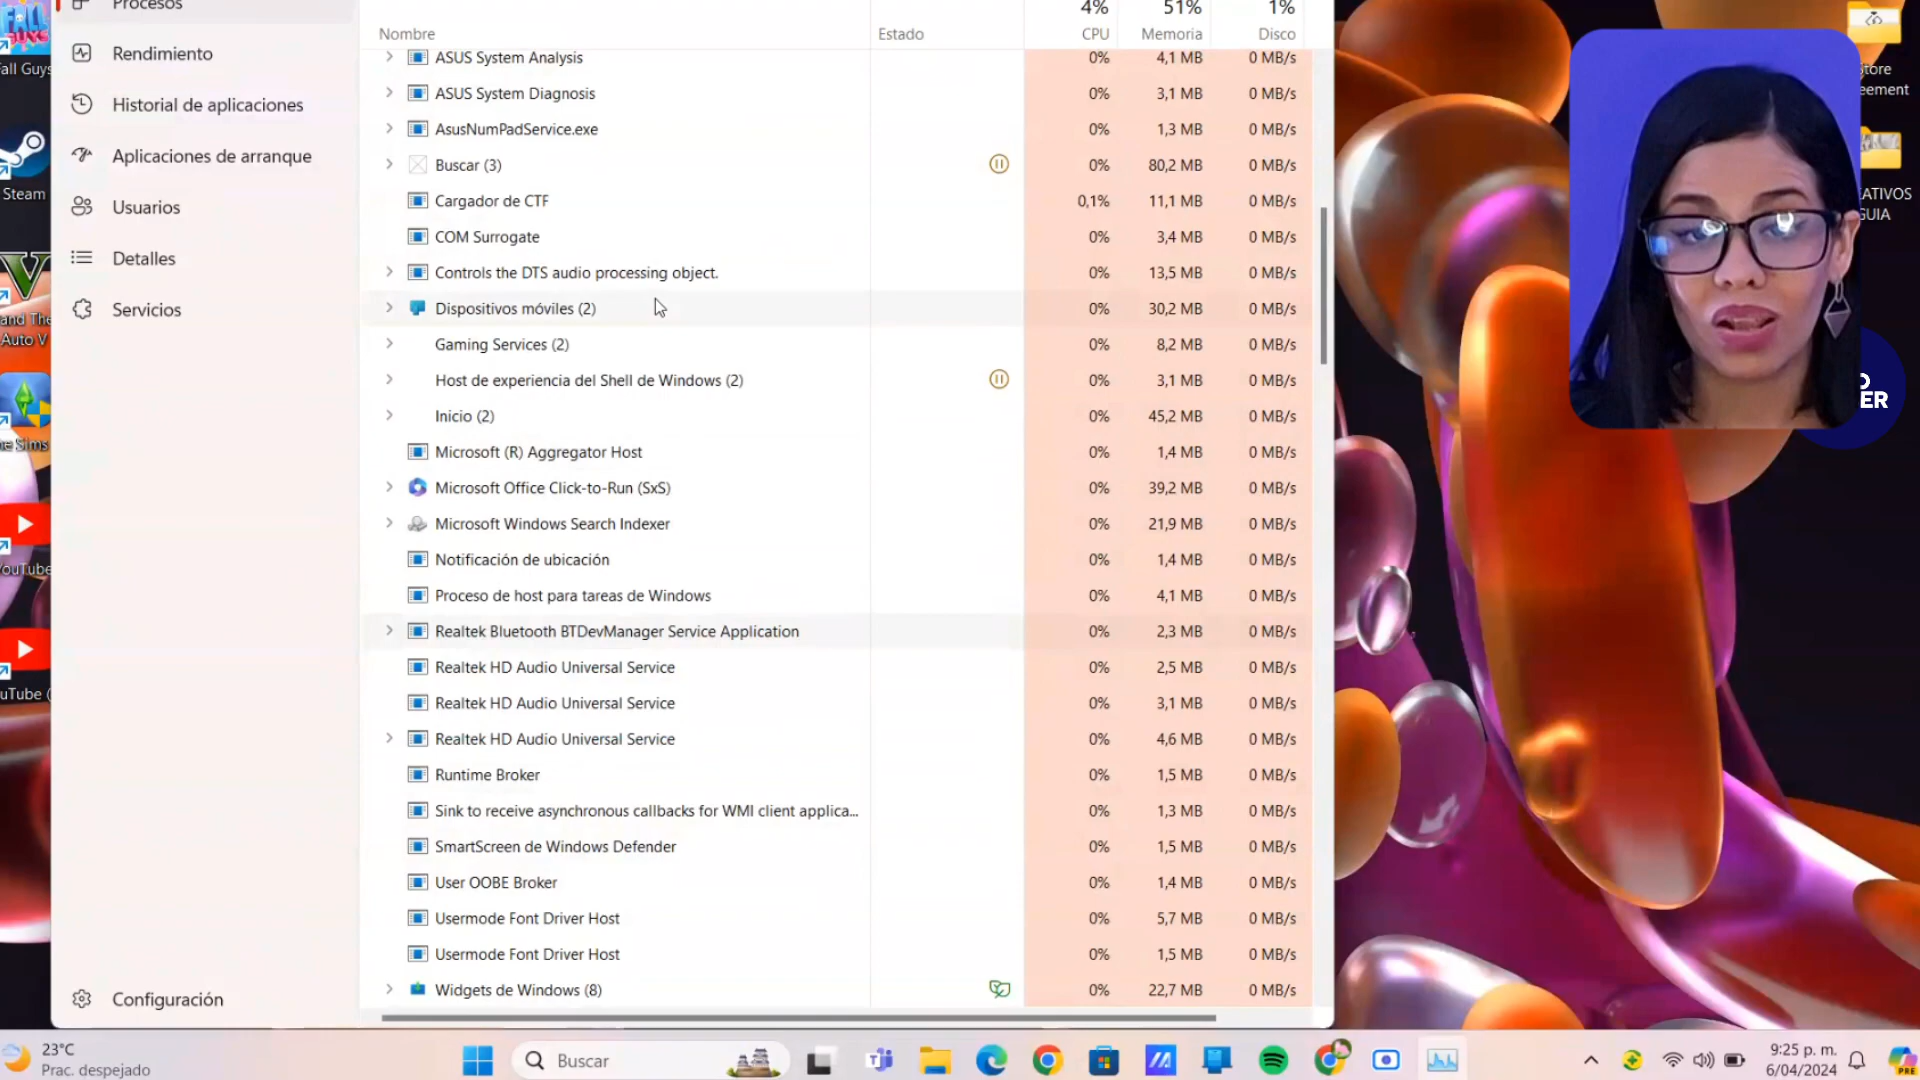 Procesos
4% 51% 1%
Nombre Estado CPU Memoria Disco
ASUS System Analysis 0% 4,1 MB 0 MB/s
ASUS System Diagnosis 0% 3,1 MB 0 MB/s
AsusNumPadService.exe 0% 1,3 MB 0 MB/s
Buscar (3) 0% 80,2 MB 0 MB/s
Cargador de CTF 0,1% 11,1 MB 0 MB/s
COM Surrogate 0% 3,4 MB 0 MB/s
Controls the DTS audio processing object. 0% 13,5 MB 0 MB/s
Dispositivos móviles (2) 0% 30,2 MB 0 MB/s
Gaming Services (2) 0% 8,2 MB 0 MB/s
Host de experiencia del Shell de Windows (2) 0% 3,1 MB 0 MB/s
Inicio (2) 0% 45,2 MB 0 MB/s
Microsoft (R) Aggregator Host 0% 1,4 MB 0 MB/s
Microsoft Office Click-to-Run (SxS) 0% 39,2 MB 0 MB/s
Microsoft Windows Search Indexer 0% 21,9 MB 0 MB/s
Notificación de ubicación 0% 1,4 MB 0 MB/s
Proceso de host para tareas de Windows 0% 4,1 MB 0 MB/s
Realtek Bluetooth BTDevManager Service Application 0% 2,3 MB 0 MB/s
Realtek HD Audio Universal Service 0% 2,5 MB 0 MB/s
Realtek HD Audio Universal Service 0% 3,1 MB 0 MB/s
Realtek HD Audio Universal Service 0% 4,6 MB 0 MB/s
Runtime Broker 0% 1,5 MB 0 MB/s
Sink to receive asynchronous callbacks for WMI client applica... 0% 1,3 MB 0 MB/s
SmartScreen de Windows Defender 0% 1,5 MB 0 MB/s
User OOBE Broker 0% 1,4 MB 0 MB/s
Usermode Font Driver Host 0% 5,7 MB 0 MB/s
Usermode Font Driver Host 0% 1,5 MB 0 MB/s
Widgets de Windows (8) 0% 22,7 MB 0 MB/s
Rendimiento
Historial de aplicaciones
Aplicaciones de arranque
Usuarios
Detalles
Servicios
Configuración
FALL
all Guys
Steam
and The
Auto V
e Sims
YouTube
uTube (
tore
eement
ATIVOS
GUIA
O
ER
23°C
Prac. despejado
Buscar
9:25 p. m.
6/04/2024
PRE